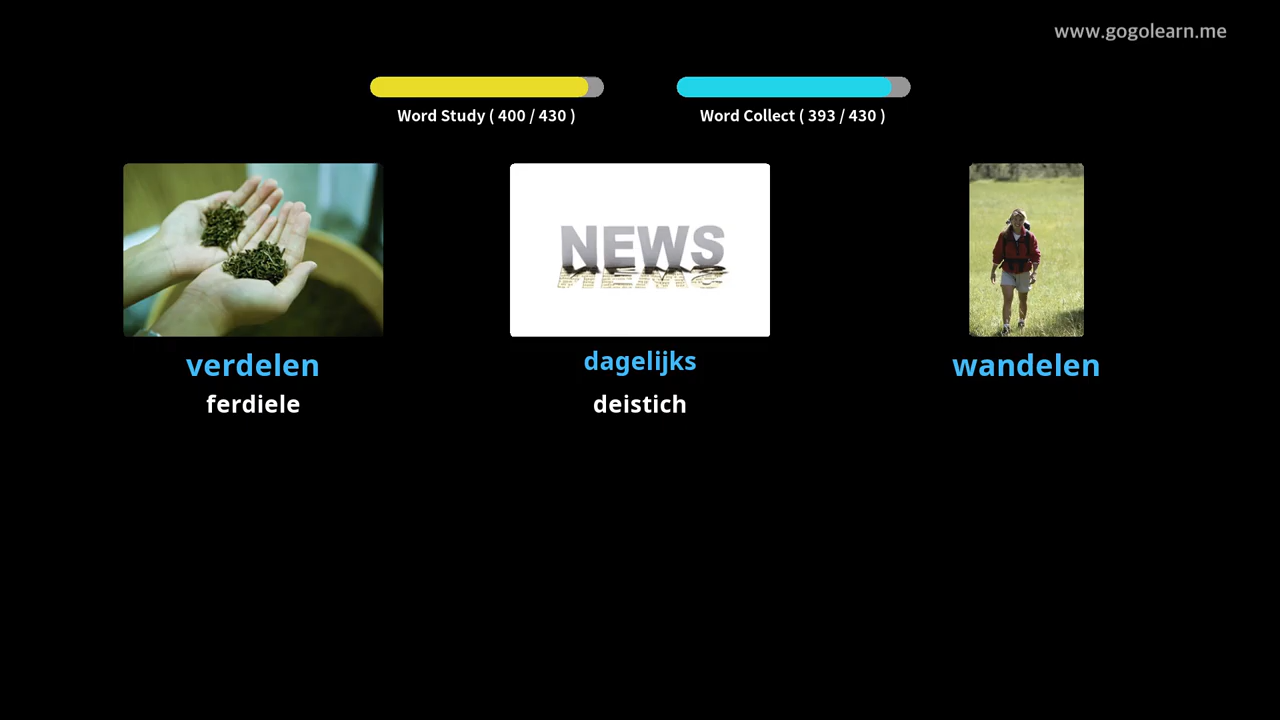 www.gogolearn.me
Word Study ( 400 / 430 )
Word Collect ( 393 / 430 )
NEWS
verdelen
dagelijks
wandelen
ferdiele
deistich